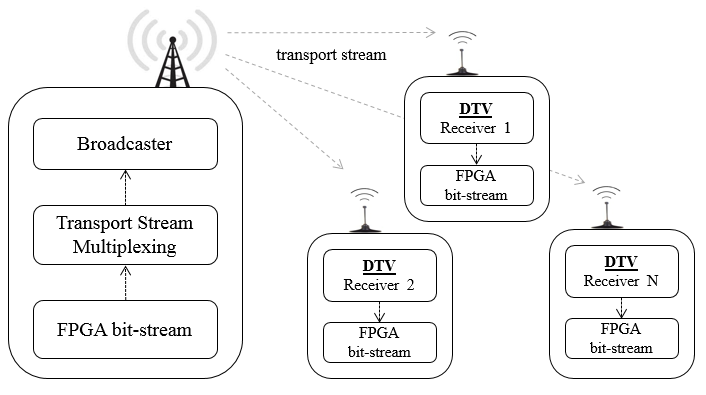 transport stream
Broadcaster
Transport Stream
Multiplexing
FPGA bit-stream
DTV
Receiver 1
FPGA
bit-stream
DTV
Receiver 2
FPGA
bit-stream
DTV
Receiver N
FPGA
bit-stream